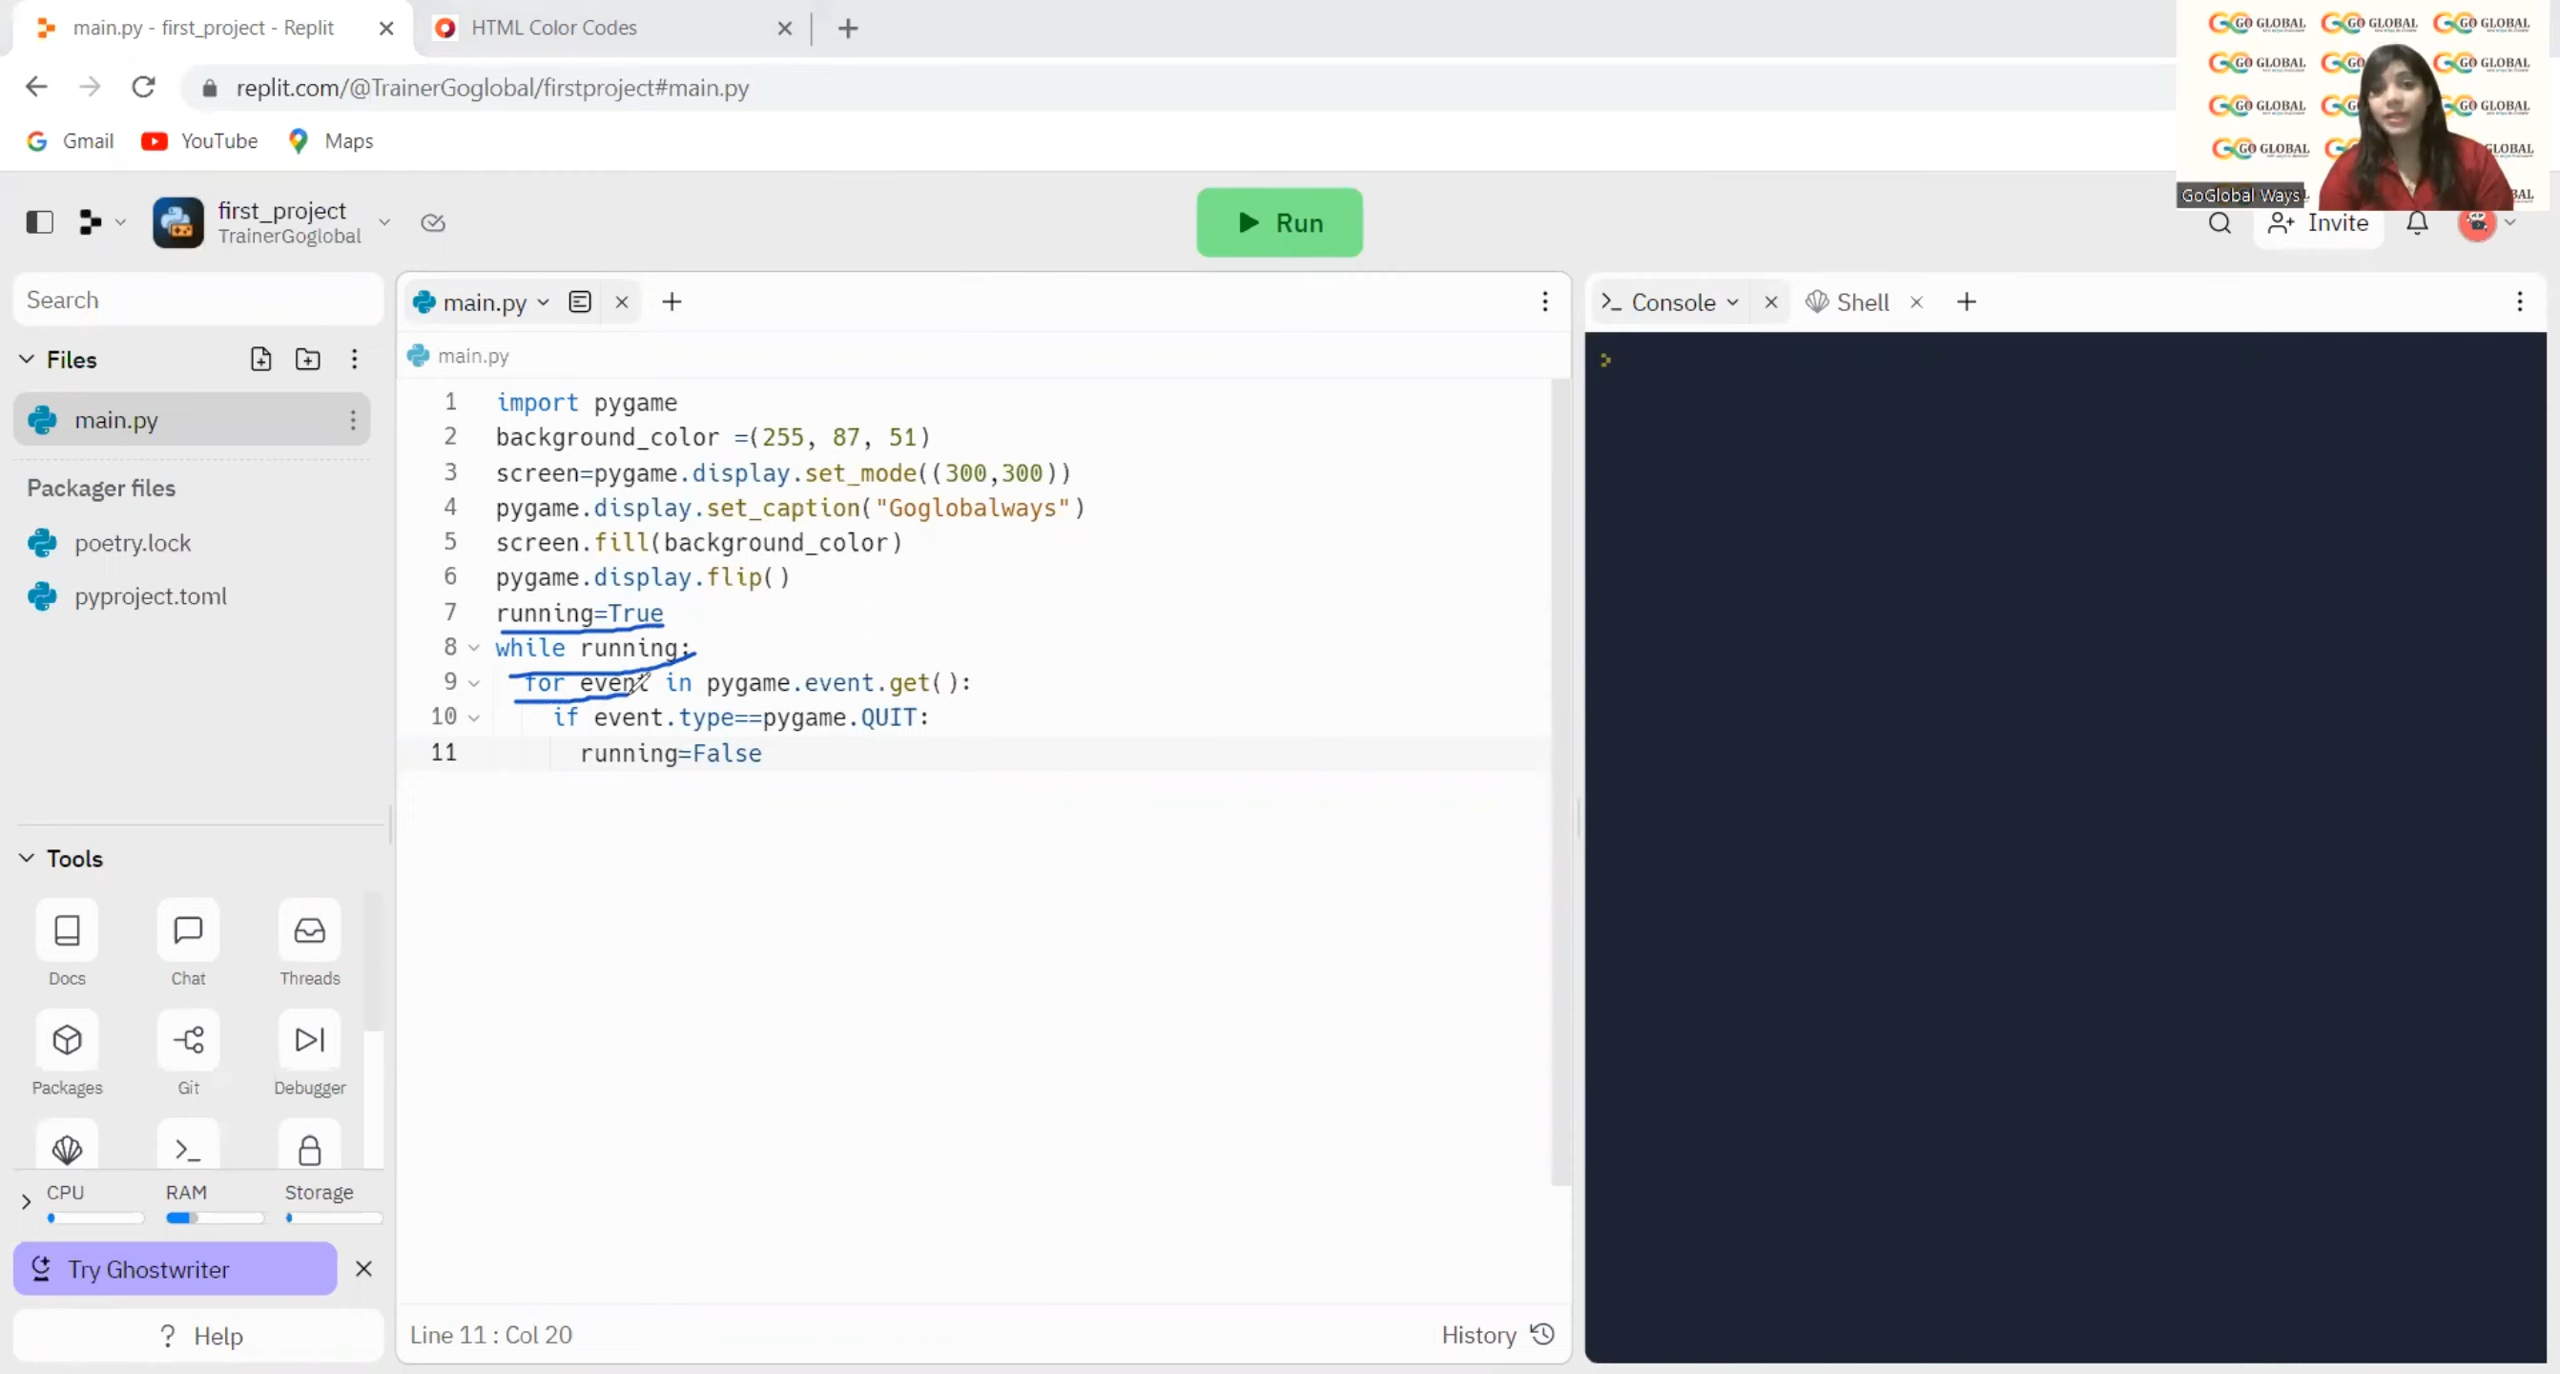 main.py - first_project - Replit
HTML Color Codes
replit.com/@TrainerGoglobal/firstproject#main.py
Gmail
YouTube
Maps
GO GLOBAL GO GLOBAL GO GLOBAL
GO GLOBAL GO GLOBAL
GO GLOBAL GO GLOBAL
GO GLOBAL GLOBAL
GoGlobal Ways
first_project
TrainerGoglobal
Run
Invite
Search
Files
main.py
Packager files
poetry.lock
pyproject.toml
Tools
Docs
Chat
Threads
Packages
Git
Debugger
CPU
RAM
Storage
Try Ghostwriter
? Help
main.py
main.py
1 import pygame
2 background_color =(255, 87, 51)
3 screen=pygame.display.set_mode((300,300))
4 pygame.display.set_caption("Goglobalways")
5 screen.fill(background_color)
6 pygame.display.flip()
7 running=True
8 while running:
9 for event in pygame.event.get():
10 if event.type==pygame.QUIT:
11 running=False
Line 11 : Col 20
History
Console
Shell